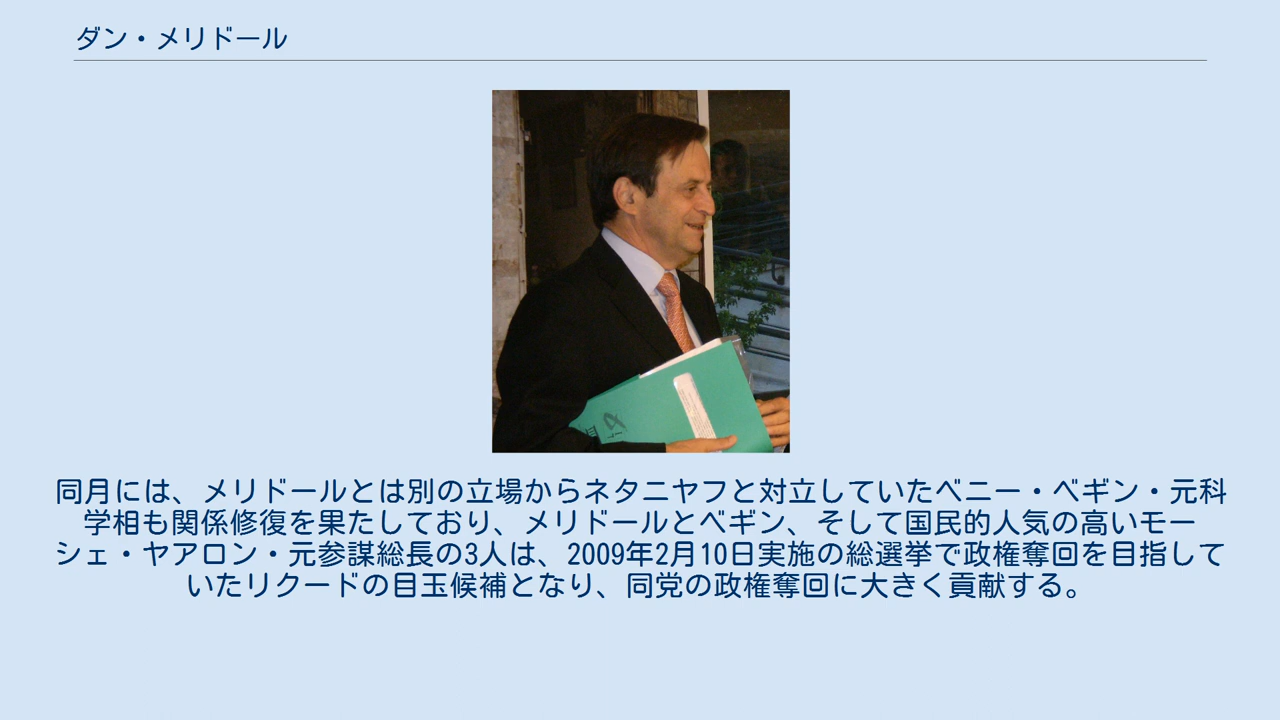 ダン・メリドール
同月には、メリドールとは別の立場からネタニヤフと対立していたベニー・ベギン・元科
学相も関係修復を果たしており、メリドールとベギン、そして国民的人気の高いモー
シェ・ヤアロン・元参謀総長の3人は、2009年2月10日実施の総選挙で政権奪回を目指して
いたリクードの目玉候補となり、同党の政権奪回に大きく貢献する。